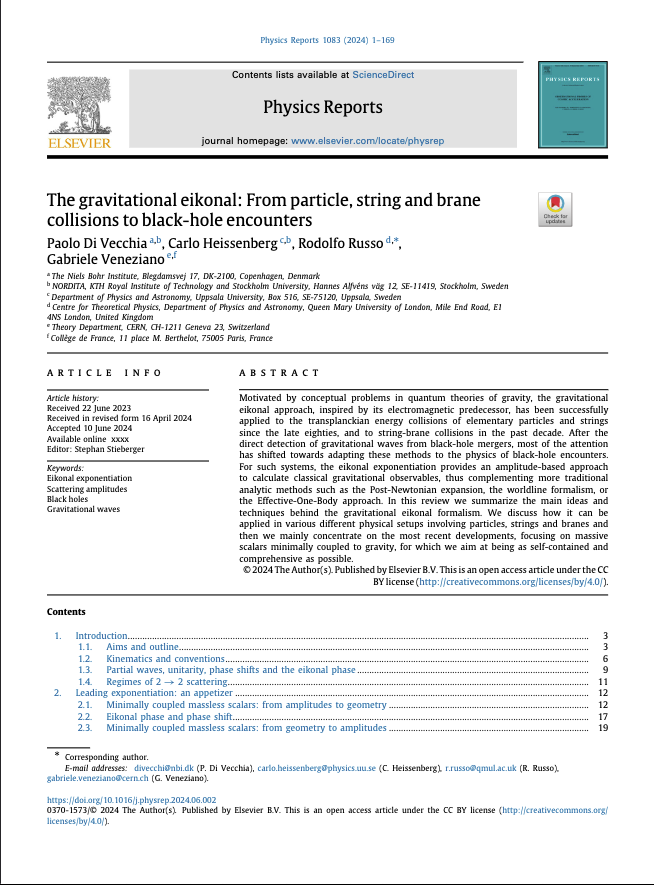 Physics Reports 1083 (2024) 1–169
Contents lists available at ScienceDirect
Physics Reports
journal homepage: www.elsevier.com/locate/physrep
ELSEVIER
PHYSICS REPORTS
The gravitational eikonal: From particle, string and brane
collisions to black-hole encounters
Check for
updates
Paolo Di Vecchia a,b, Carlo Heissenberg c,b, Rodolfo Russo d,*,
Gabriele Veneziano e,f
a The Niels Bohr Institute, Blegdamsvej 17, DK-2100, Copenhagen, Denmark
b NORDITA, KTH Royal Institute of Technology and Stockholm University, Hannes Alfvéns väg 12, SE-11419, Stockholm, Sweden
c Department of Physics and Astronomy, Uppsala University, Box 516, SE-75120, Uppsala, Sweden
d Centre for Theoretical Physics, Department of Physics and Astronomy, Queen Mary University of London, Mile End Road, E1
4NS London, United Kingdom
e Theory Department, CERN, CH-1211 Geneva 23, Switzerland
f Collège de France, 11 place M. Berthelot, 75005 Paris, France
ARTICLE INFO
Article history:
Received 22 June 2023
Received in revised form 16 April 2024
Accepted 10 June 2024
Available online xxxx
Editor: Stephan Stieberger
Keywords:
Eikonal exponentiation
Scattering amplitudes
Black holes
Gravitational waves
ABSTRACT
Motivated by conceptual problems in quantum theories of gravity, the gravitational
eikonal approach, inspired by its electromagnetic predecessor, has been successfully
applied to the transplanckian energy collisions of elementary particles and strings
since the late eighties, and to string-brane collisions in the past decade. After the
direct detection of gravitational waves from black-hole mergers, most of the attention
has shifted towards adapting these methods to the physics of black-hole encounters.
For such systems, the eikonal exponentiation provides an amplitude-based approach
to calculate classical gravitational observables, thus complementing more traditional
analytic methods such as the Post-Newtonian expansion, the worldline formalism, or
the Effective-One-Body approach. In this review we summarize the main ideas and
techniques behind the gravitational eikonal formalism. We discuss how it can be
applied in various different physical setups involving particles, strings and branes and
then we mainly concentrate on the most recent developments, focusing on massive
scalars minimally coupled to gravity, for which we aim at being as self-contained and
comprehensive as possible.
© 2024 The Author(s). Published by Elsevier B.V. This is an open access article under the CC
BY license (http://creativecommons.org/licenses/by/4.0/).
Contents
1. Introduction 3
1.1. Aims and outline 3
1.2. Kinematics and conventions 6
1.3. Partial waves, unitarity, phase shifts and the eikonal phase 9
1.4. Regimes of 2 → 2 scattering 11
2. Leading exponentiation: an appetizer 12
2.1. Minimally coupled massless scalars: from amplitudes to geometry 12
2.2. Eikonal phase and phase shift 17
2.3. Minimally coupled massless scalars: from geometry to amplitudes 19
* Corresponding author.
E-mail addresses: divecchi@nbi.dk (P. Di Vecchia), carlo.heissenberg@physics.uu.se (C. Heissenberg), r.russo@qmul.ac.uk (R. Russo),
gabriele.veneziano@cern.ch (G. Veneziano).
https://doi.org/10.1016/j.physrep.2024.06.002
0370-1573/© 2024 The Author(s). Published by Elsevier B.V. This is an open access article under the CC BY license (http://creativecommons.org/
licenses/by/4.0/).